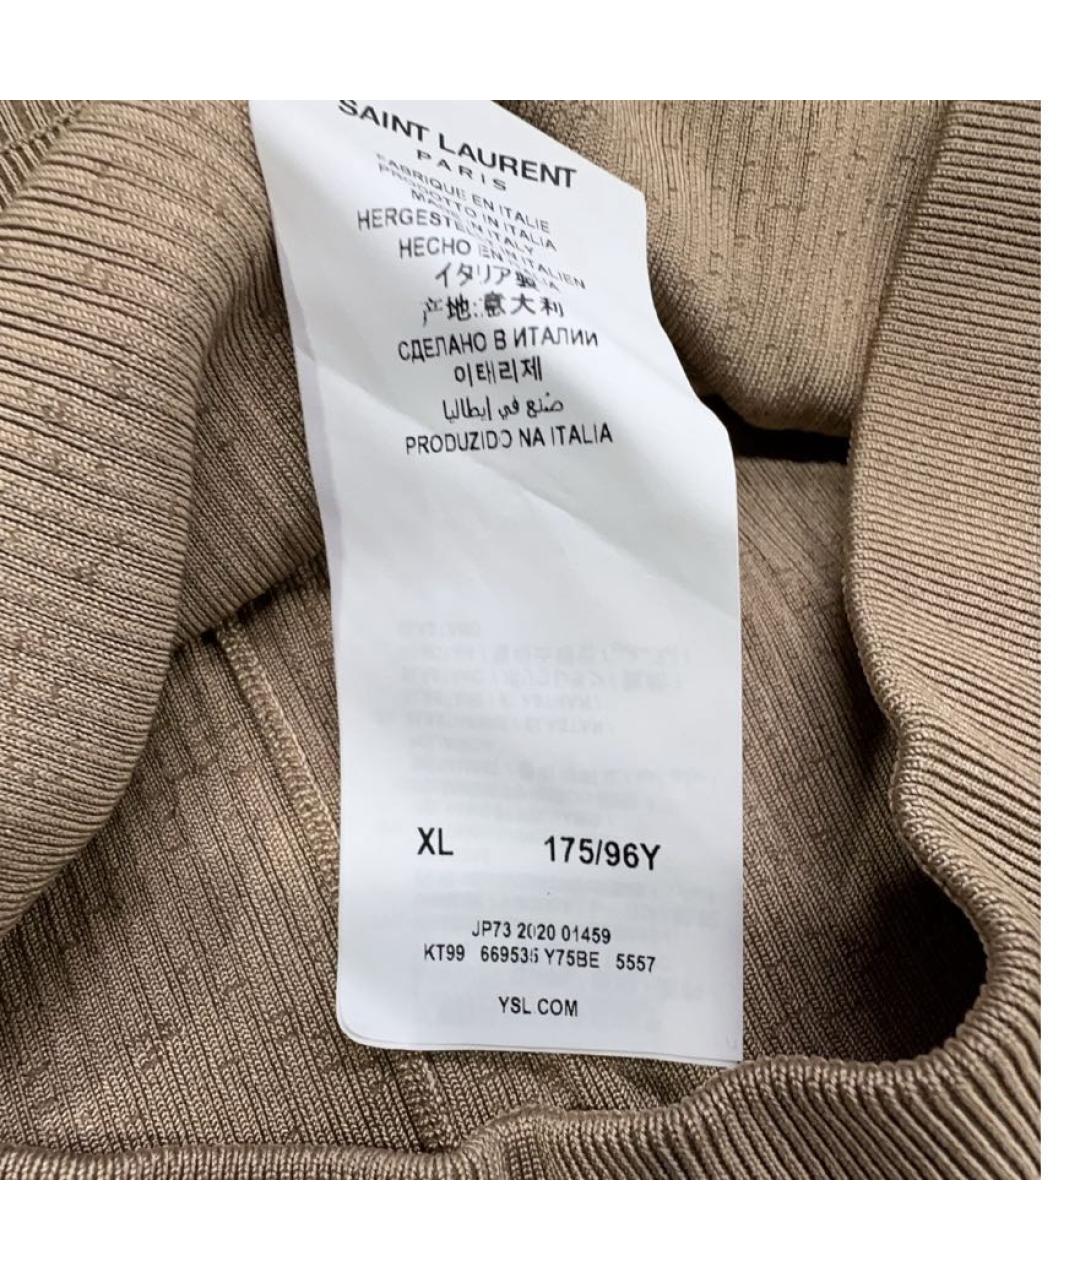 SAINT LAURENT
PARIS
FABRIQUE EN ITALIE
PRODOTTO IN ITALIA
MADE IN ITALY
HERGESTELLT IN ITALIEN
HECHO EN ITALIA
イタリア製
产地:意大利
СДЕЛАНО В ИТАЛИИ
이태리제
صُنع في إيطاليا
PRODUZIDO NA ITALIA
XL 175/96Y
JP73 2020 01459
KT99 669535 Y75BE 5557
YSL.COM